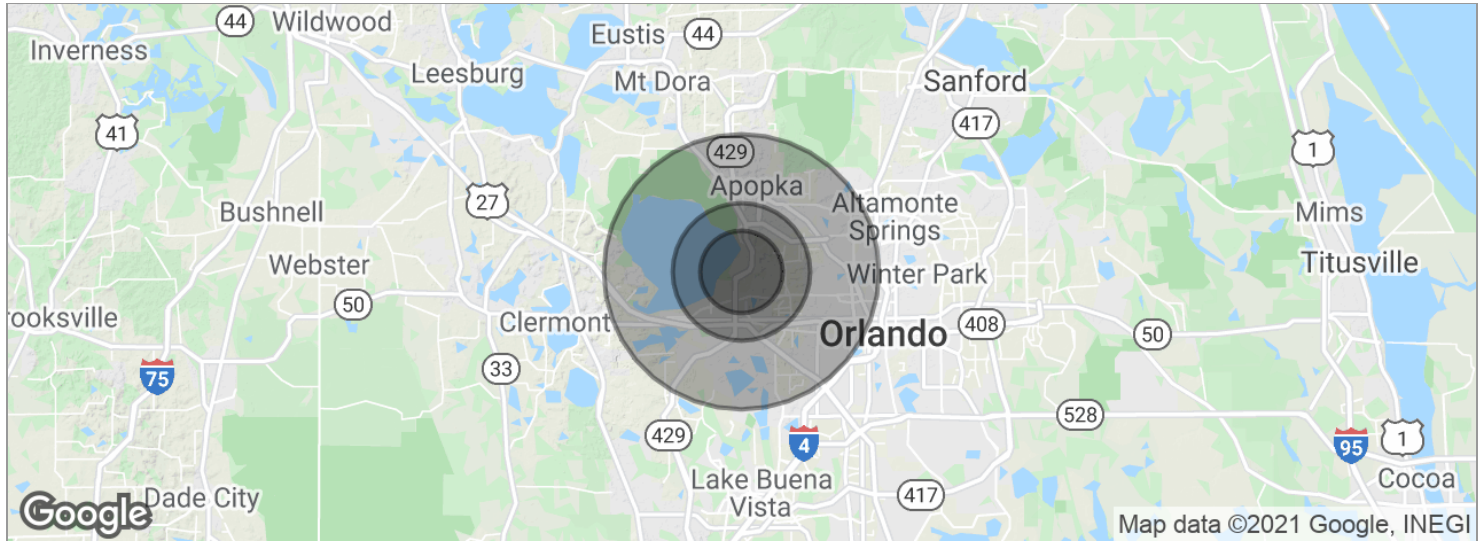 44
Wildwood
Eustis
44
Inverness
Leesburg
Mt Dora
Sanford
41
417
1
429
Apopka
27
Altamonte
Springs
Bushnell
Mims
Webster
Winter Park
Titusville
50
rooksville
Clermont
Orlando
408
50
33
75
528
429
4
1
95
Lake Buena
Vista
417
Cocoa
Dade City
Google
Map data ©2021 Google, INEGI